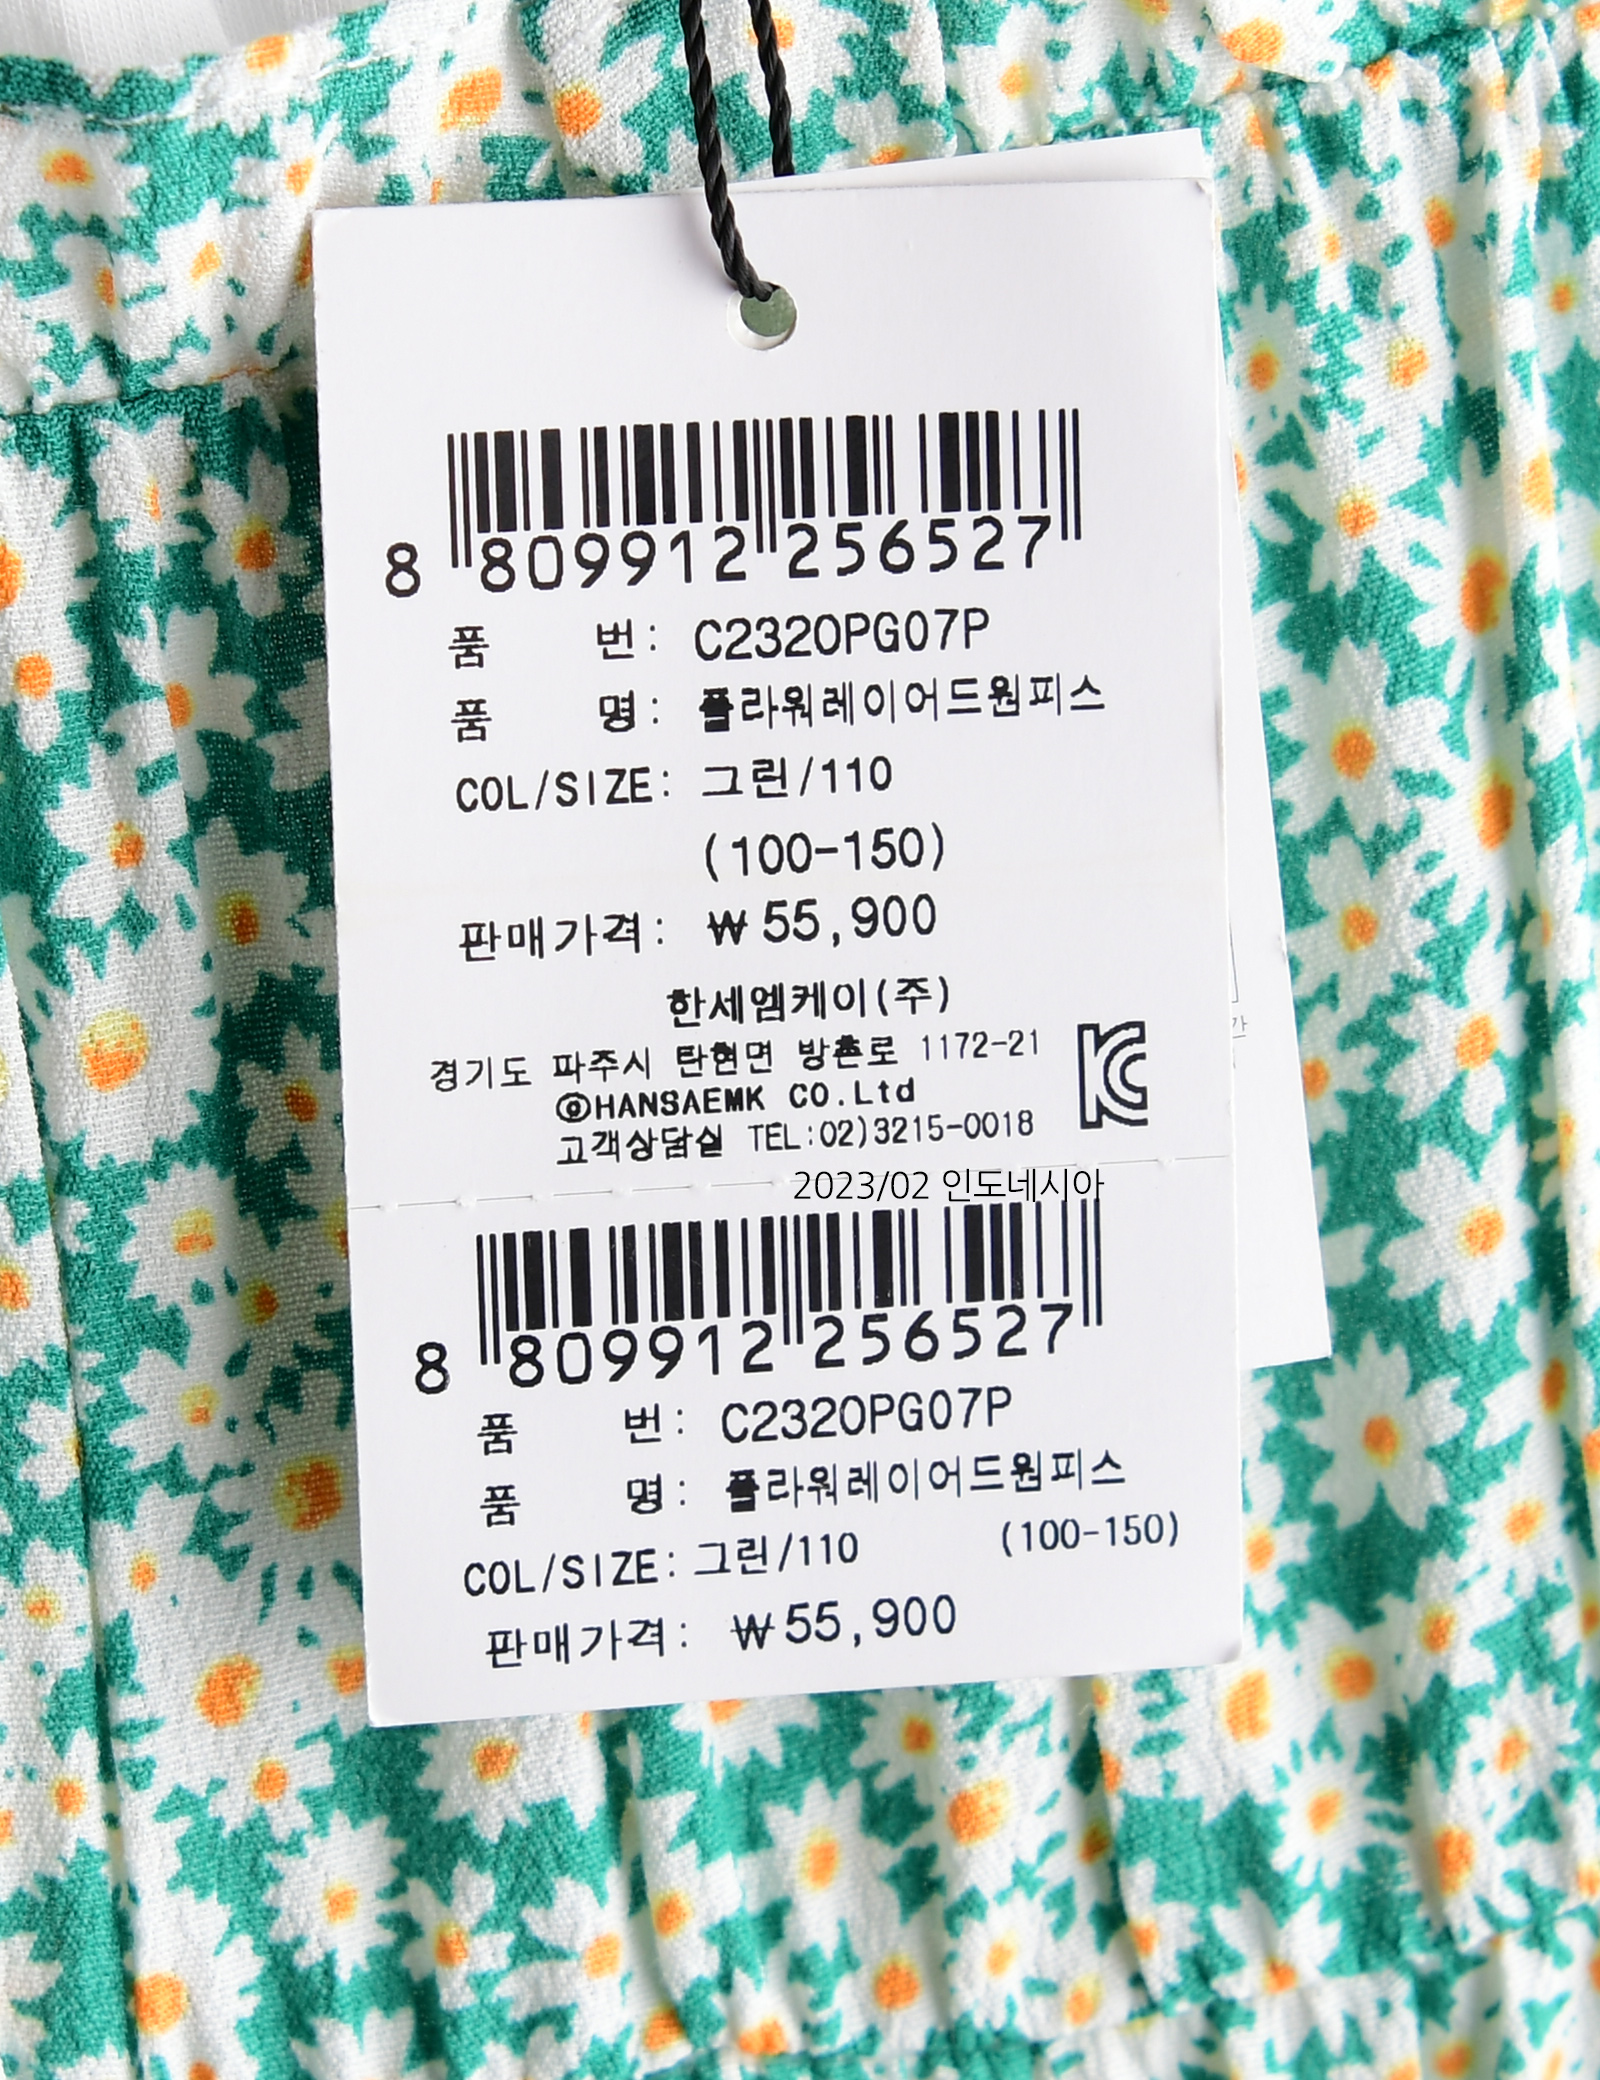 8 809912 256527
품 번: C2320PG07P
품 명: 플라워레이어드원피스
COL/SIZE: 그린/110
(100-150)
판매가격: ₩55,900
한세엠케이(주)
경기도 파주시 탄현면 방촌로 1172-21
@HANSAEMK CO.Ltd
고객상담실 TEL:02)3215-0018
KC
2023/02 인도네시아
8 809912 256527
품 번: C2320PG07P
품 명: 플라워레이어드원피스
COL/SIZE: 그린/110 (100-150)
판매가격: ₩55,900
가